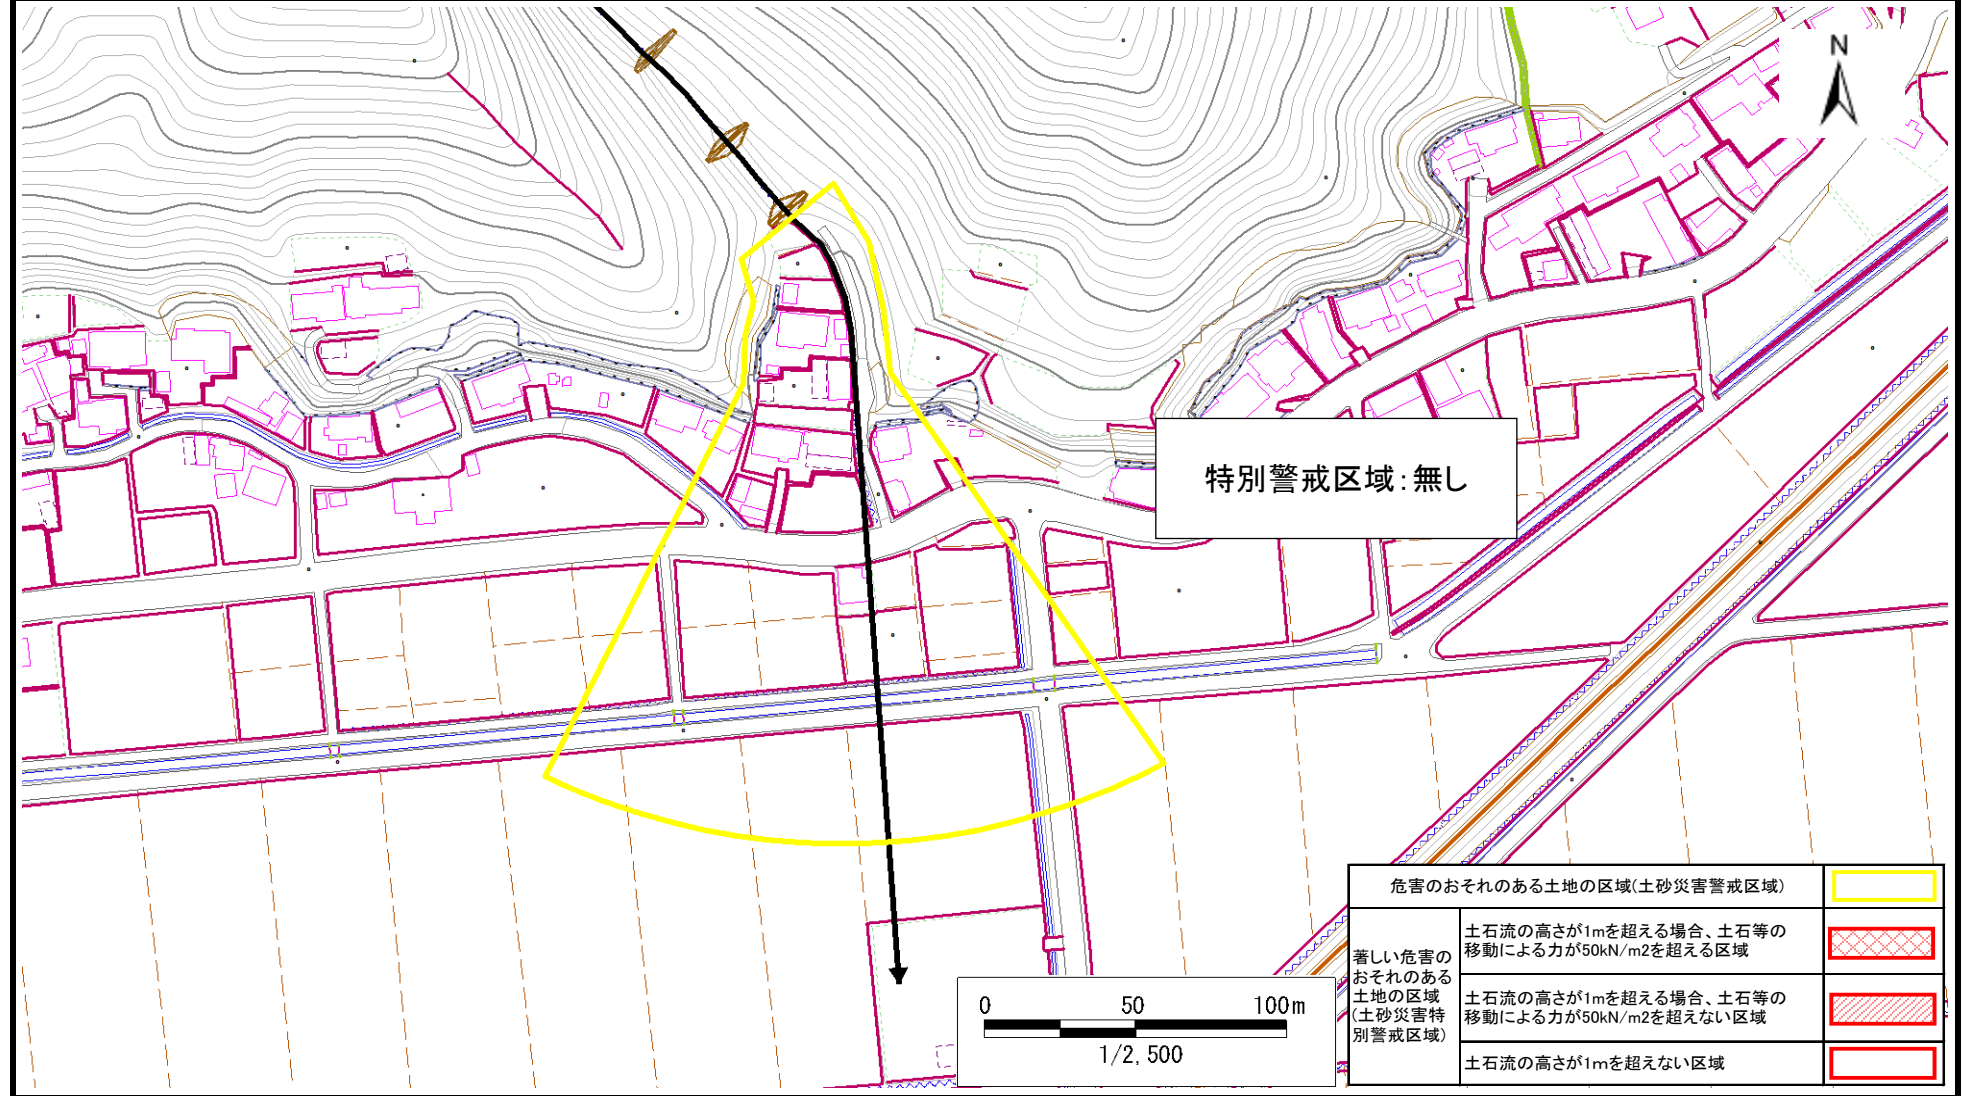 N
特別警戒区域：無し
危害のおそれのある土地の区域(土砂災害警戒区域)
著しい危害の
おそれのある
土地の区域
(土砂災害特
別警戒区域)
土石流の高さが1mを超える場合、土石等の
移動による力が50kN/m2を超える区域
土石流の高さが1mを超える場合、土石等の
移動による力が50kN/m2を超えない区域
土石流の高さが1mを超えない区域
0 50 100m
1/2,500